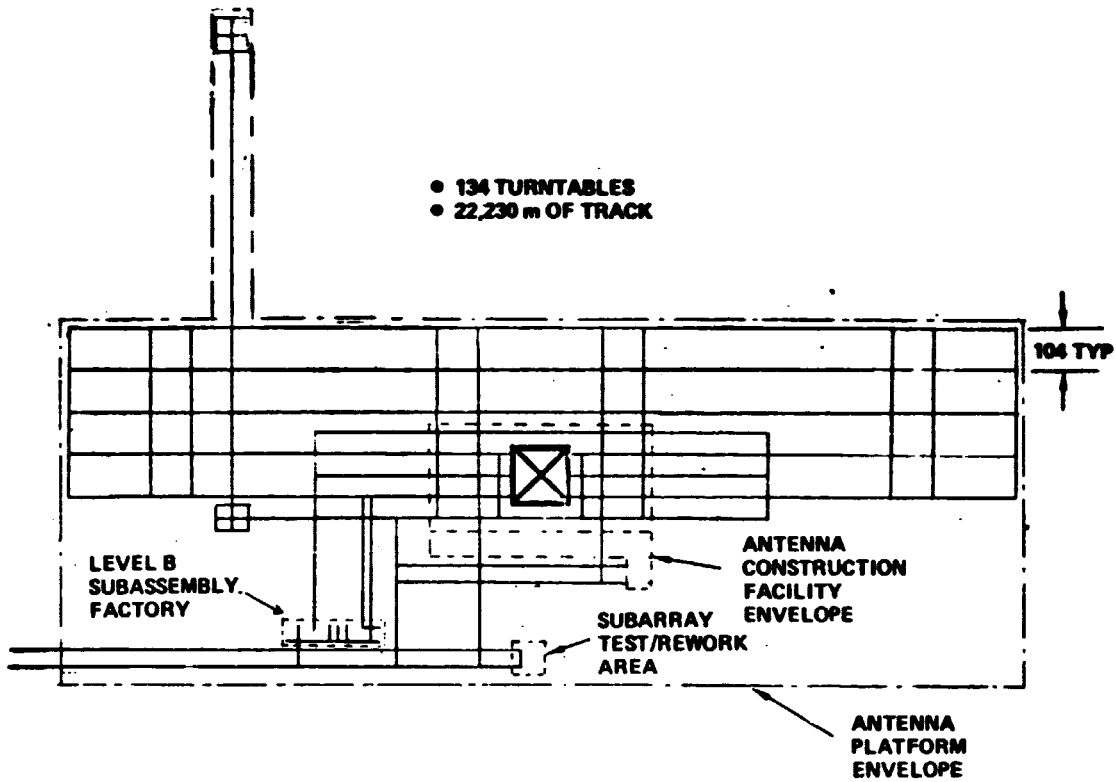 ● 134 TURNTABLES
● 22,230 m OF TRACK
104 TYP
LEVEL B
SUBASSEMBLY
FACTORY
ANTENNA
CONSTRUCTION
FACILITY
ENVELOPE
SUBARRAY
TEST/REWORK
AREA
ANTENNA
PLATFORM
ENVELOPE